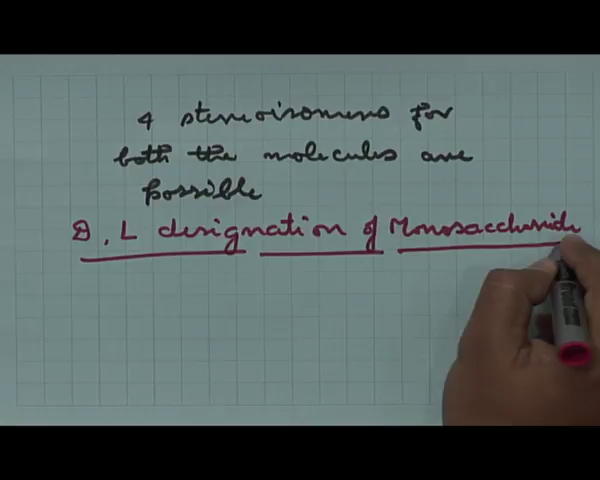 4 stereoisomers for
both the molecules are
possible
D, L designation of Monosaccharide